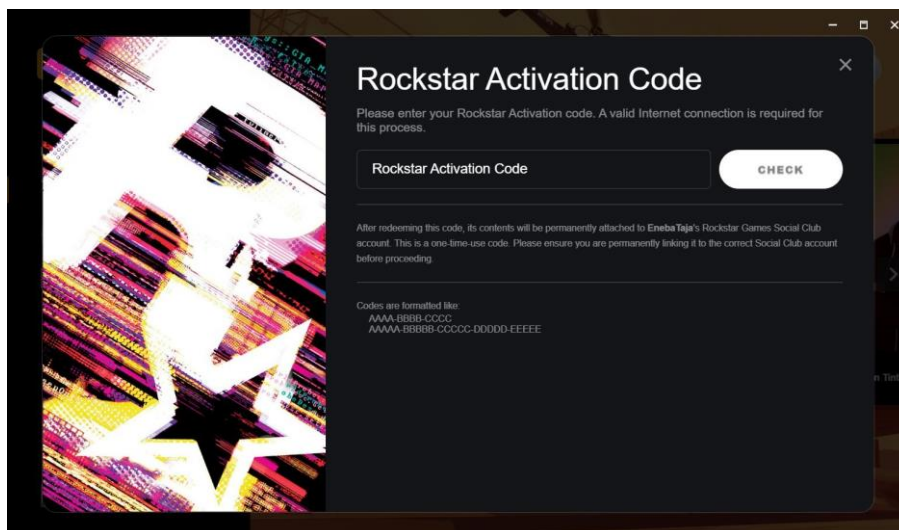 Rockstar Activation Code
Please enter your Rockstar Activation code. A valid Internet connection is required for
this process.
Rockstar Activation Code
CHECK
After redeeming this code, its contents will be permanently attached to EnebaTaja's Rockstar Games Social Club
account. This is a one-time-use code. Please ensure you are permanently linking it to the correct Social Club account
before proceeding.
Codes are formatted like:
AAAA-BBBB-CCCC
AAAAA-BBBBB-CCCCC-DDDDD-EEEEE